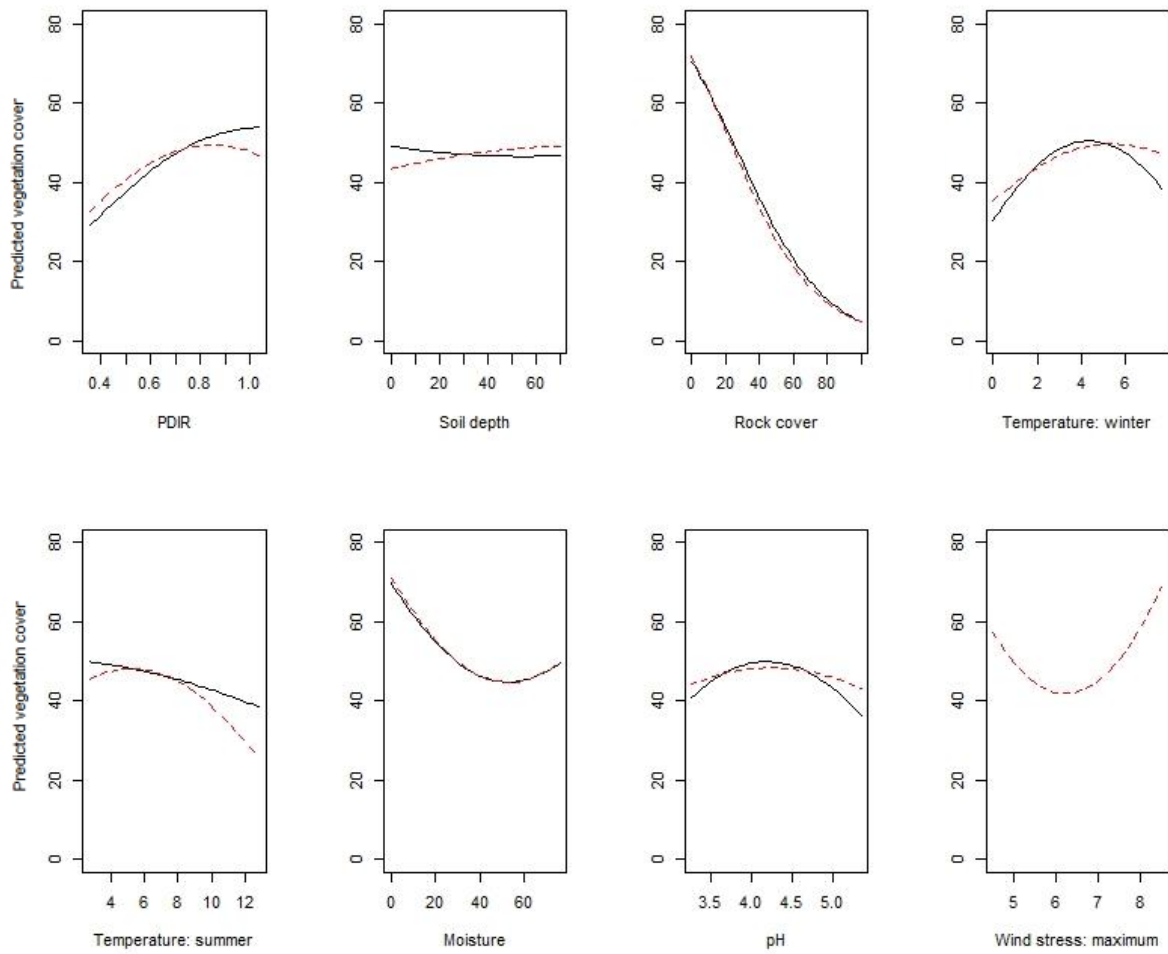 Predicted vegetation cover
0 20 40 60 80
0.4 0.6 0.8 1.0
PDIR
0 20 40 60 80
0 20 40 60
Soil depth
0 20 40 60 80
0 20 40 60 80
Rock cover
0 20 40 60 80
0 2 4 6
Temperature: winter
Predicted vegetation cover
0 20 40 60 80
4 6 8 10 12
Temperature: summer
0 20 40 60 80
0 20 40 60
Moisture
0 20 40 60 80
3.5 4.0 4.5 5.0
pH
0 20 40 60 80
5 6 7 8
Wind stress: maximum